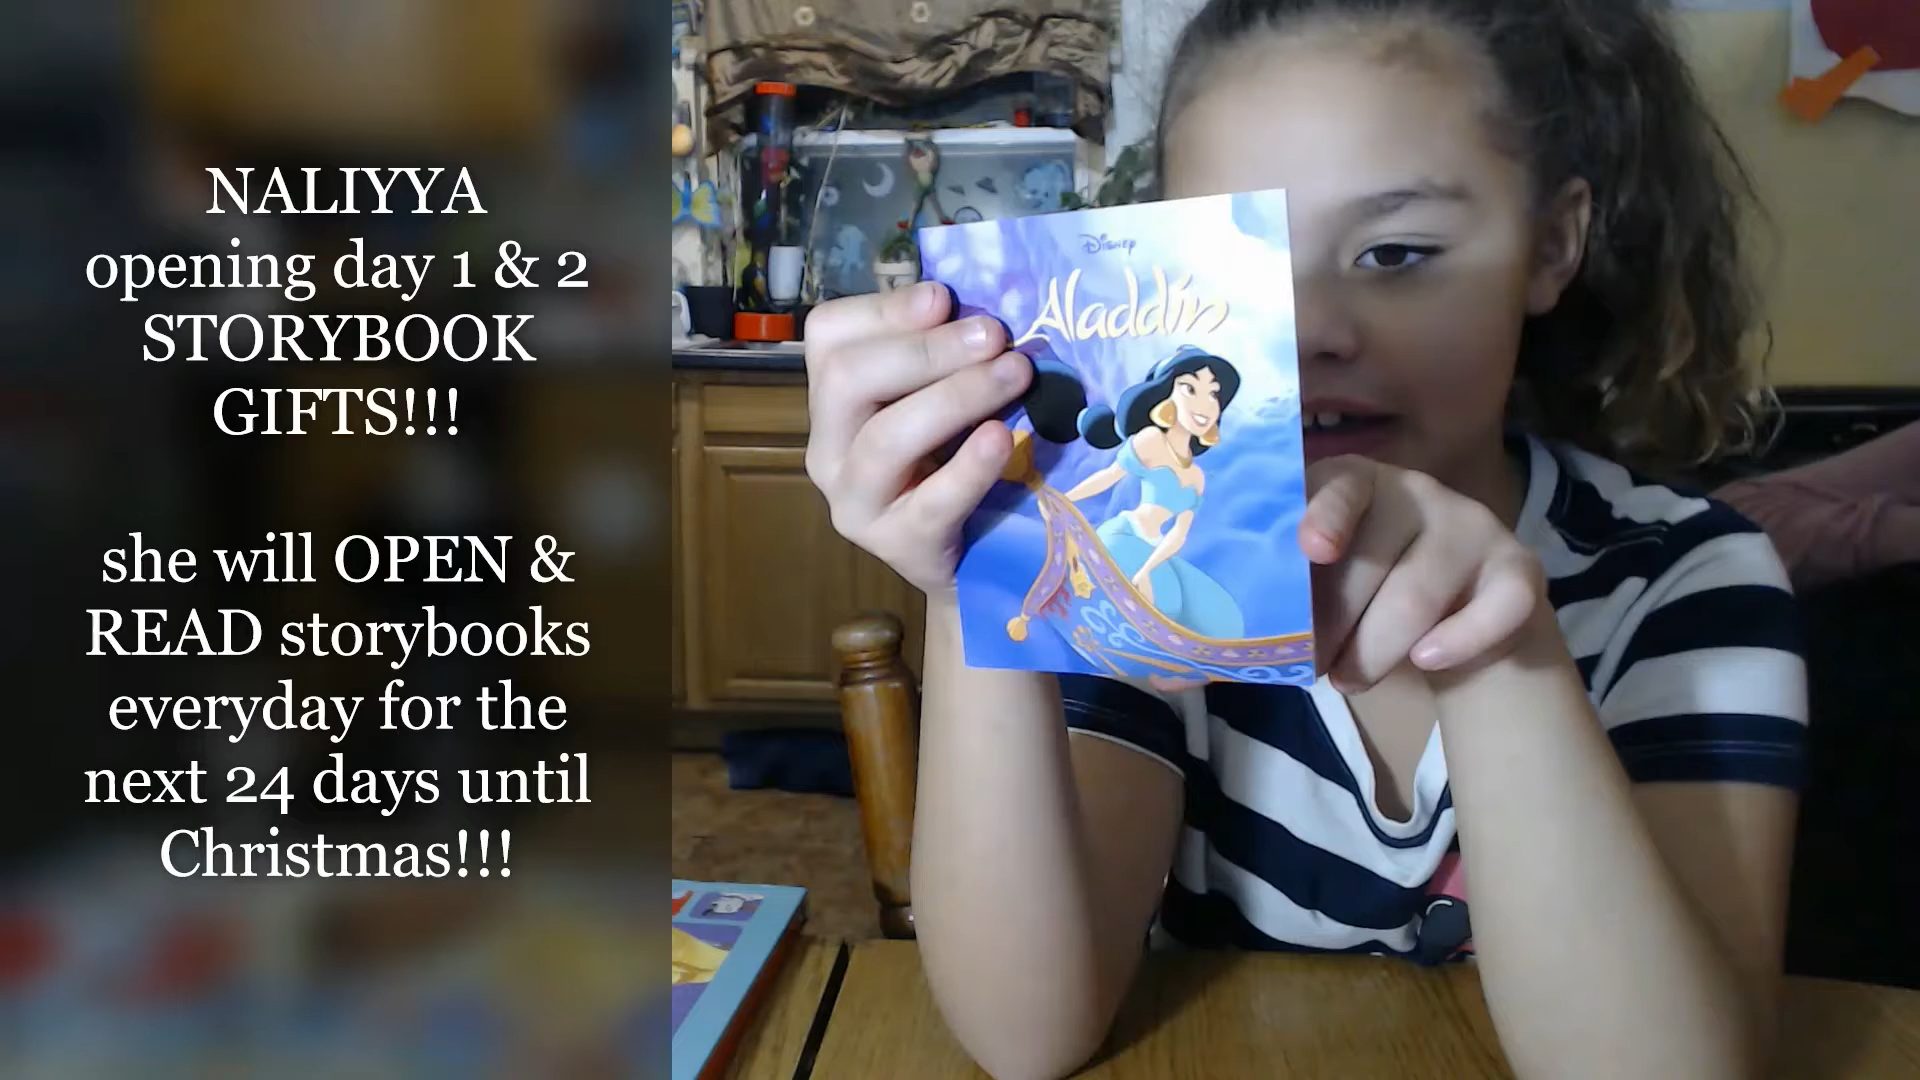 NALIYYA
opening day 1 & 2
STORYBOOK
GIFTS!!!
she will OPEN &
READ storybooks
everyday for the
next 24 days until
Christmas!!!
Disney
Aladdin